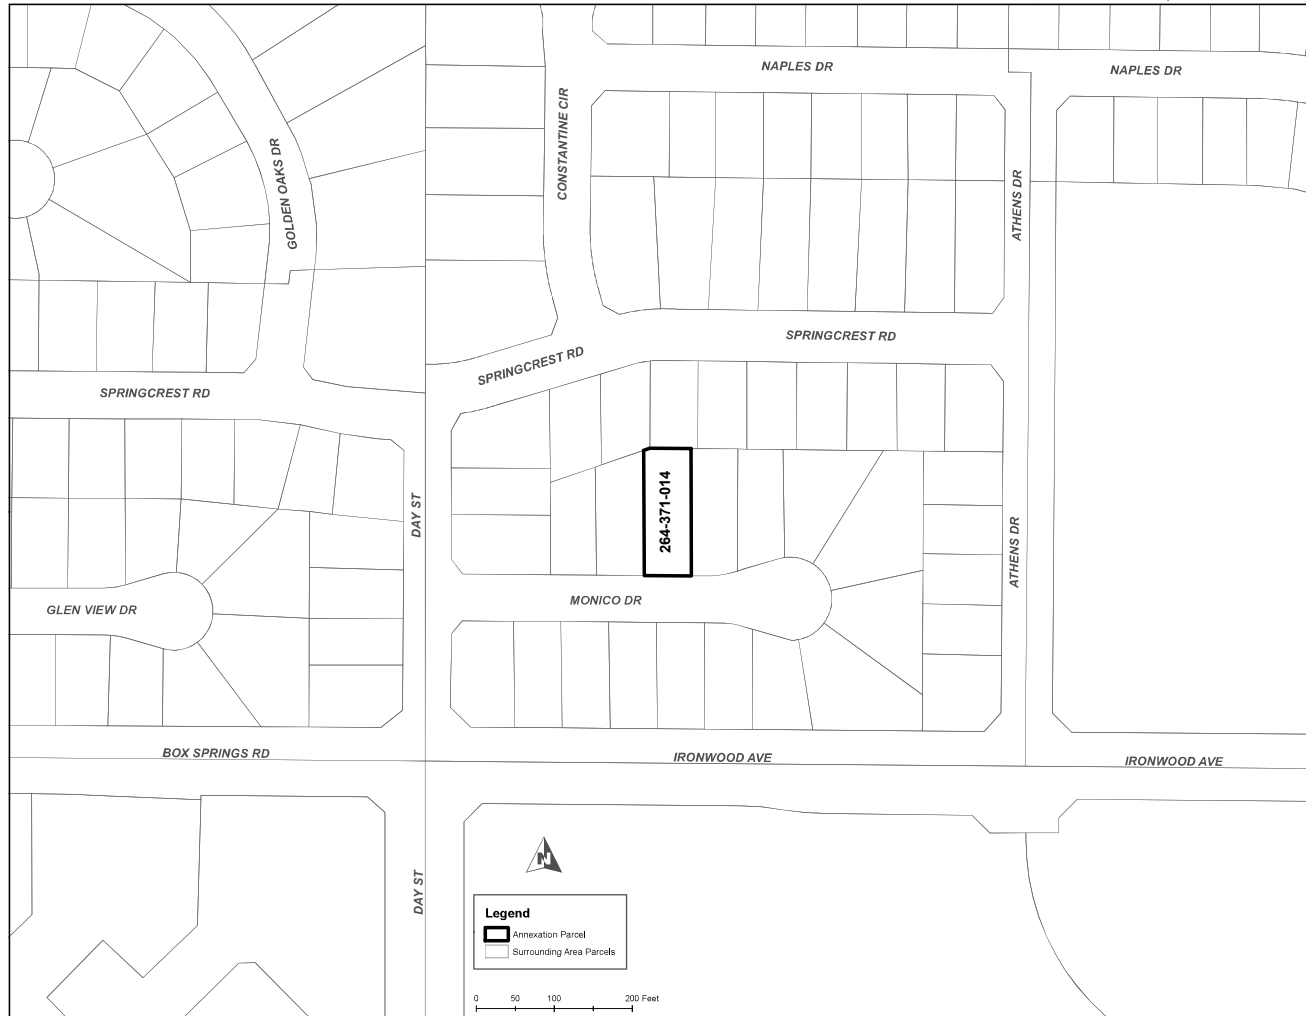 NAPLES DR
NAPLES DR
CONSTANTINE CIR
GOLDEN OAKS DR
ATHENS DR
SPRINGCREST RD
SPRINGCREST RD
SPRINGCREST RD
264-371-014
DAY ST
ATHENS DR
MONICO DR
GLEN VIEW DR
BOX SPRINGS RD
IRONWOOD AVE
IRONWOOD AVE
N
DAY ST
Legend
Annexation Parcel
Surrounding Area Parcels
0 50 100 200 Feet